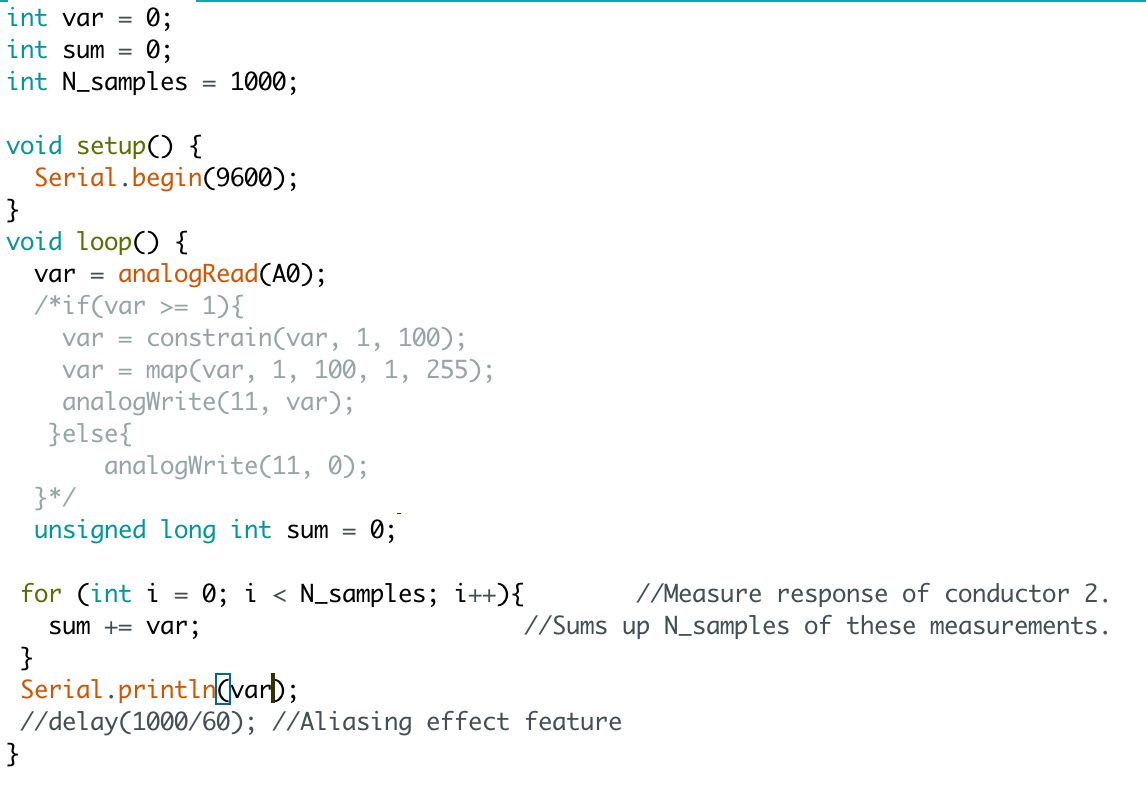 int var = 0;
int sum = 0;
int N_samples = 1000;

void setup() {
  Serial.begin(9600);
}
void loop() {
  var = analogRead(A0);
  /*if(var >= 1){
    var = constrain(var, 1, 100);
    var = map(var, 1, 100, 1, 255);
    analogWrite(11, var);
   }else{
       analogWrite(11, 0);
  }*/
  unsigned long int sum = 0;

 for (int i = 0; i < N_samples; i++){        //Measure response of conductor 2.
   sum += var;                       //Sums up N_samples of these measurements.
 }
 Serial.println(var);
 //delay(1000/60); //Aliasing effect feature
}